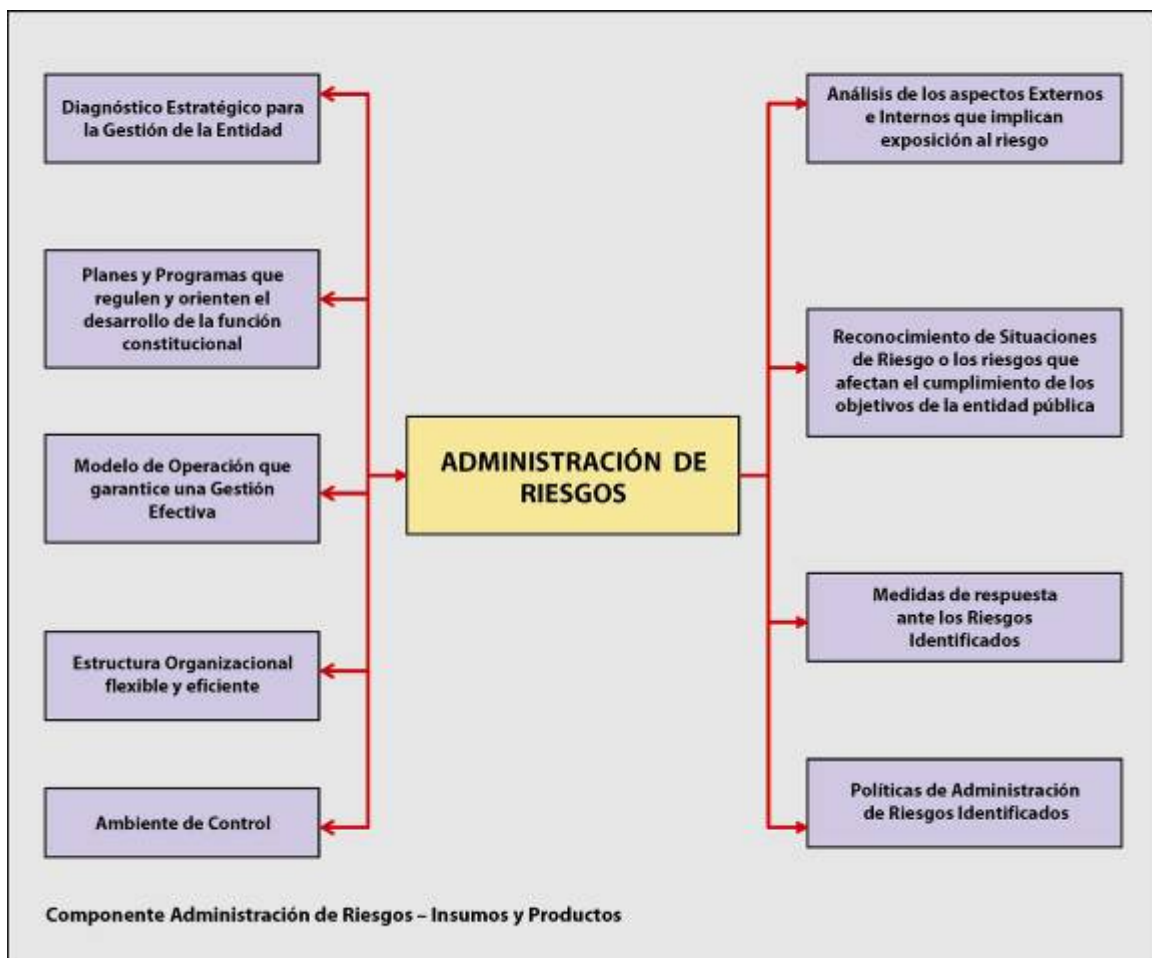 Diagnóstico Estratégico para
la Gestión de la Entidad
Planes y Programas que
regulen y orienten el
desarrollo de la función
constitucional
Modelo de Operación que
garantice una Gestión
Efectiva
Estructura Organizacional
flexible y eficiente
Ambiente de Control
ADMINISTRACIÓN DE
RIESGOS
Análisis de los aspectos Externos
e Internos que implican
exposición al riesgo
Reconocimiento de Situaciones
de Riesgo o los riesgos que
afectan el cumplimiento de los
objetivos de la entidad pública
Medidas de respuesta
ante los Riesgos
Identificados
Políticas de Administración
de Riesgos Identificados
Componente Administración de Riesgos – Insumos y Productos